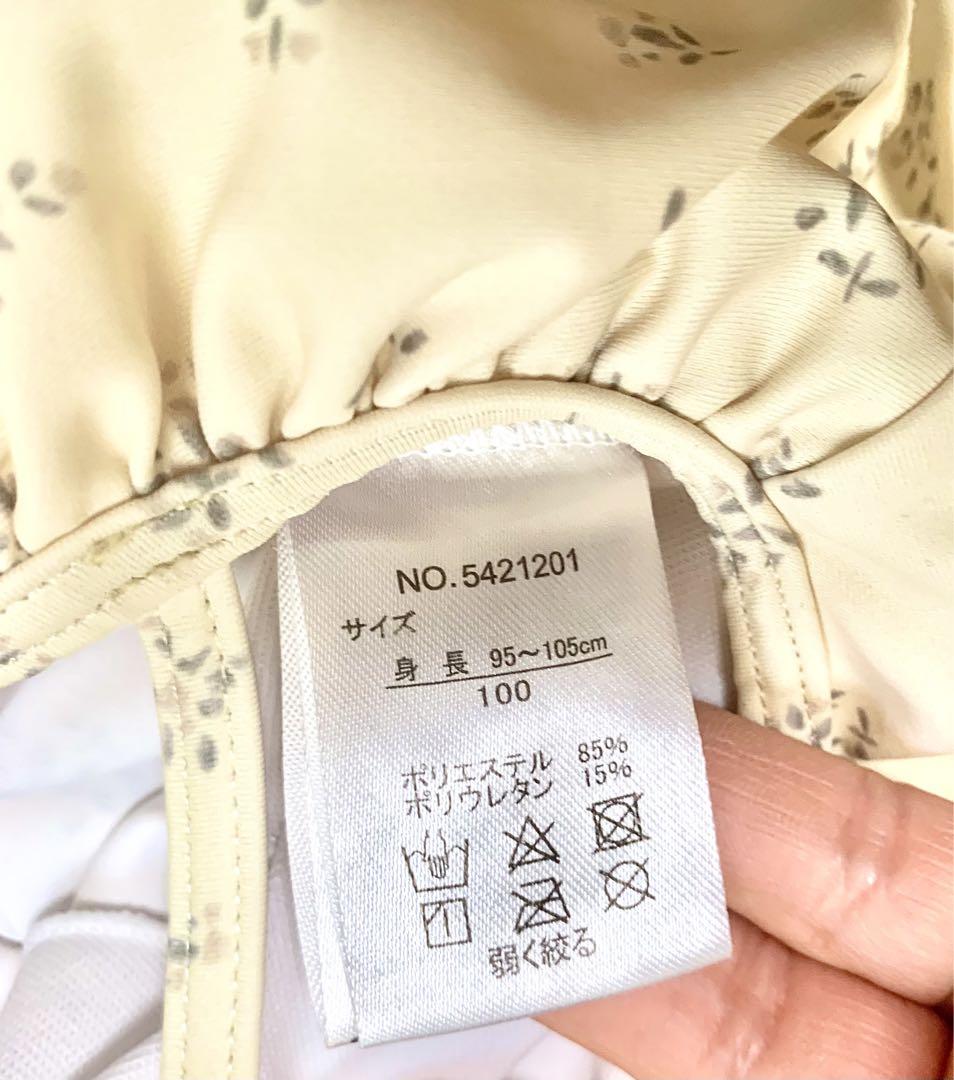 NO.5421201
サイズ
身 長 95～105cm
100
ポリエステル 85%
ポリウレタン 15%
弱く絞る